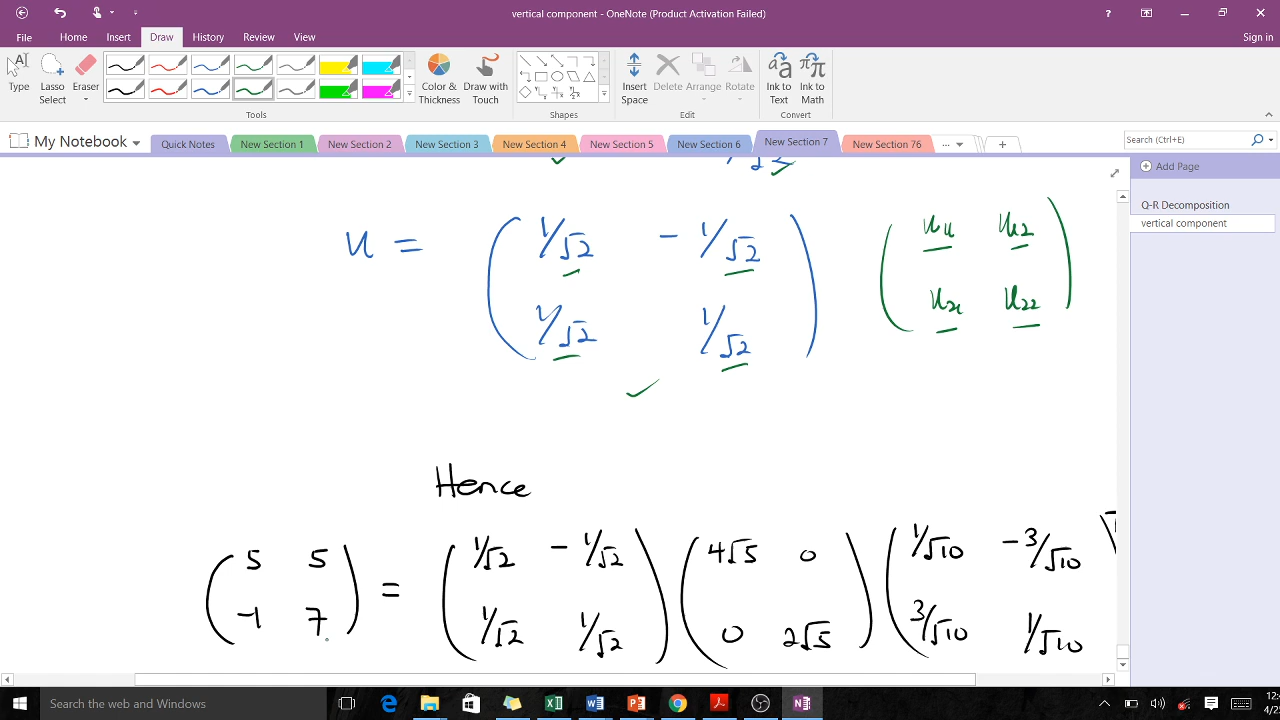 vertical component - OneNote (Product Activation Failed)
File Home Insert Draw History Review View Sign in
Type Lasso Select Eraser Color & Thickness Draw with Touch Insert Space Delete Arrange Rotate Ink to Text Ink to Math
Tools Shapes Edit Convert
My Notebook Quick Notes New Section 1 New Section 2 New Section 3 New Section 4 New Section 5 New Section 6 New Section 7 New Section 76 ... Search (Ctrl+E)
Add Page
Q-R Decomposition
vertical component
u = ( 1/√2 - 1/√2 ) ( u11 u12 )
( 1/√2 1/√2 ) ( u21 u22 )
Hence
( 5 5 ) = ( 1/√2 - 1/√2 ) ( 4√5 0 ) ( 1/√10 - 3/√10 )
( -1 7 ) ( 1/√2 1/√2 ) ( 0 2√5 ) ( 3/√10 1/√10 )
Search the web and Windows